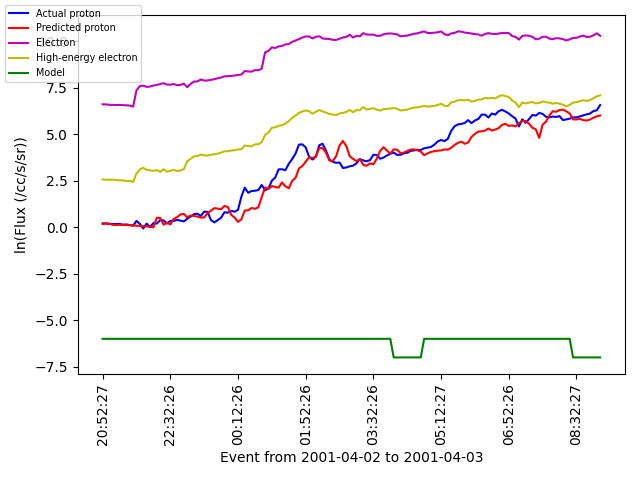 Actual proton
Predicted proton
Electron
High-energy electron
Model
7.5
5.0
2.5
0.0
−2.5
−5.0
−7.5
ln(Flux (/cc/s/sr))
20:52:27
22:32:26
00:12:26
01:52:26
03:32:26
05:12:27
06:52:26
08:32:27
Event from 2001-04-02 to 2001-04-03